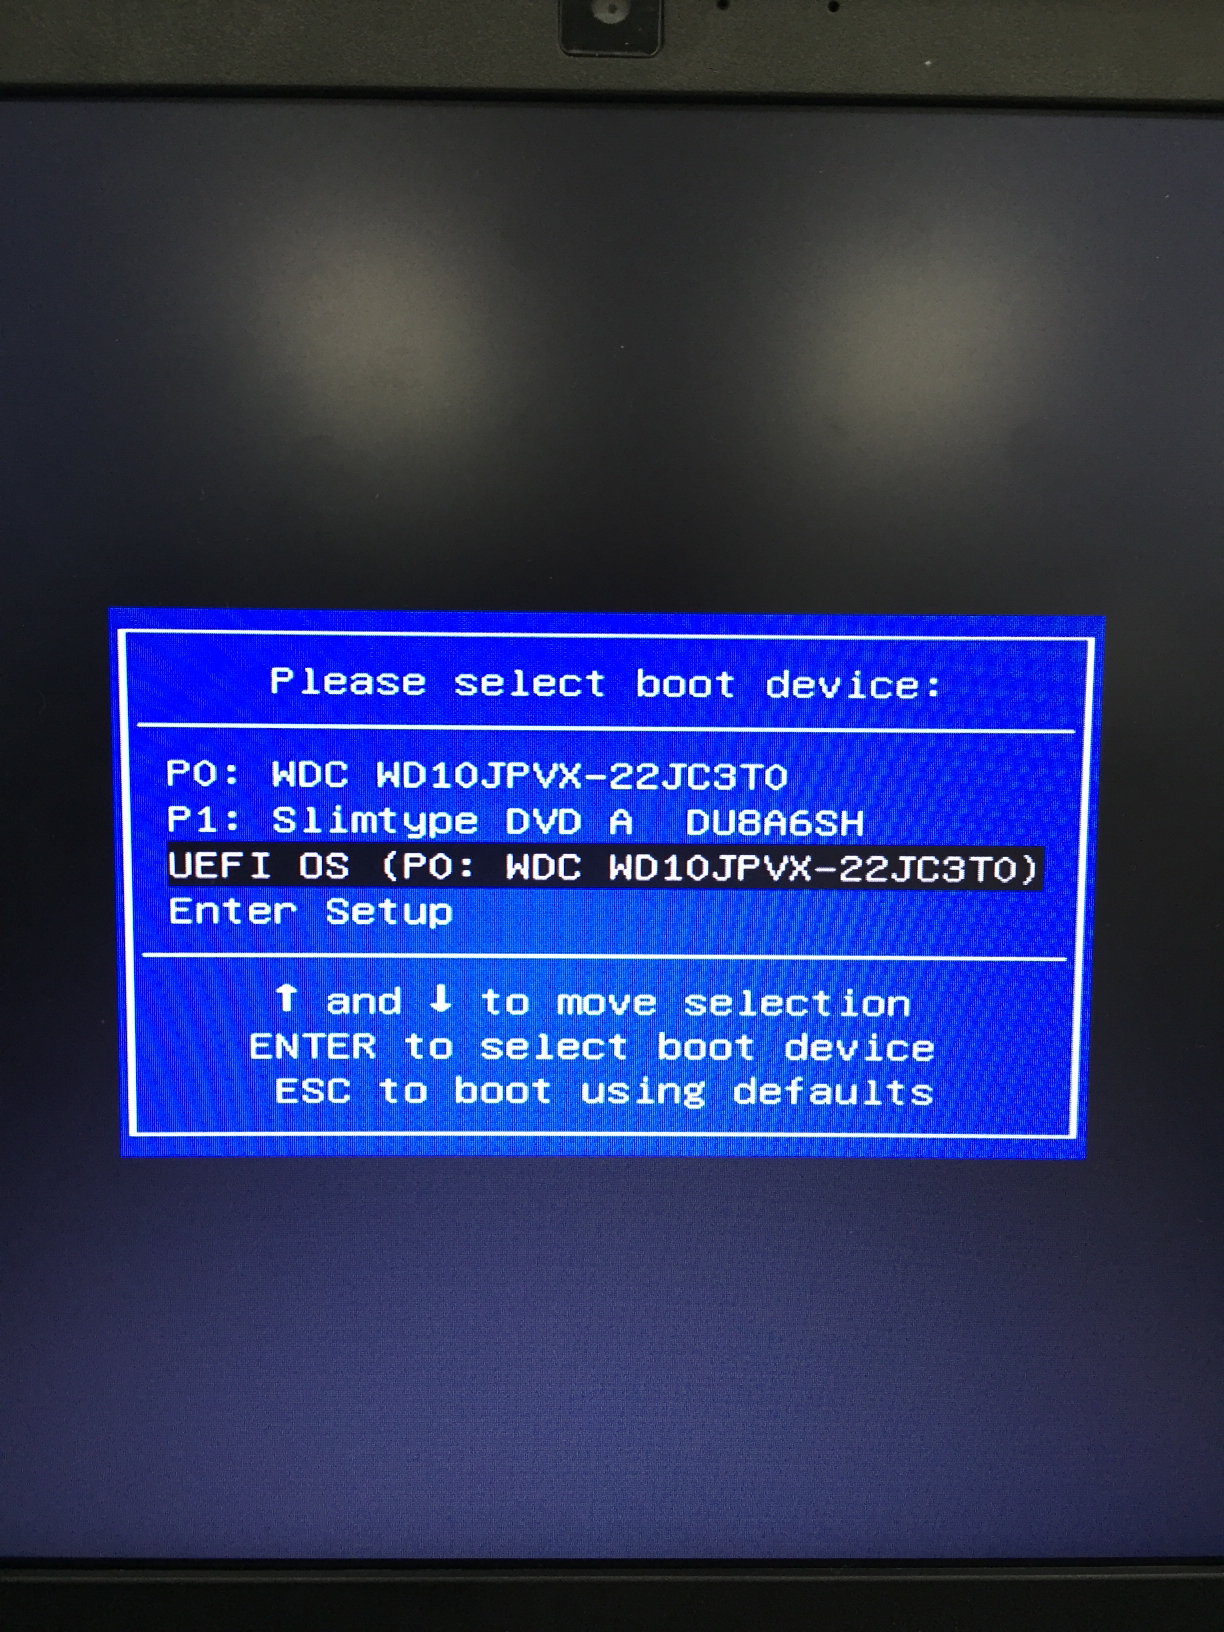 Please select boot device:
P0: WDC WD10JPVX-22JC3T0
P1: Slimtype DVD A  DU8A6SH
UEFI OS (P0: WDC WD10JPVX-22JC3T0)
Enter Setup
↑ and ↓ to move selection
ENTER to select boot device
ESC to boot using defaults